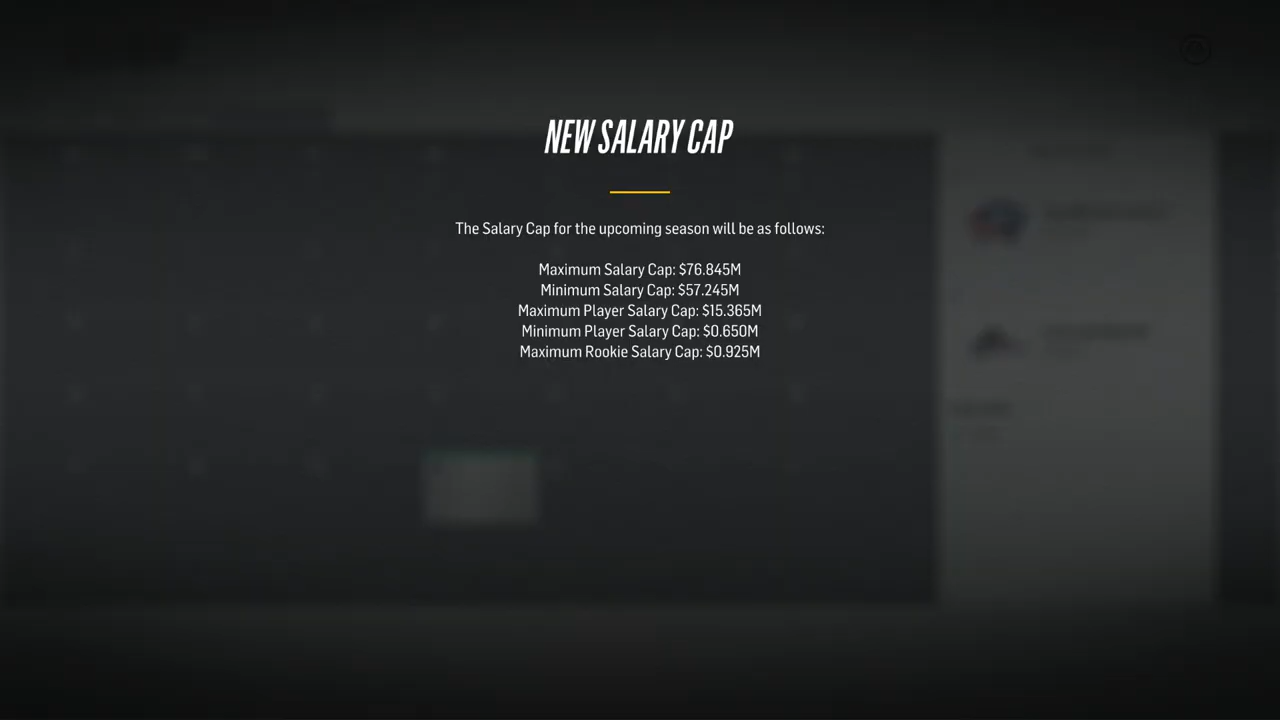 NEW SALARY CAP
The Salary Cap for the upcoming season will be as follows:
Maximum Salary Cap: $76.845M
Minimum Salary Cap: $57.245M
Maximum Player Salary Cap: $15.365M
Minimum Player Salary Cap: $0.650M
Maximum Rookie Salary Cap: $0.925M